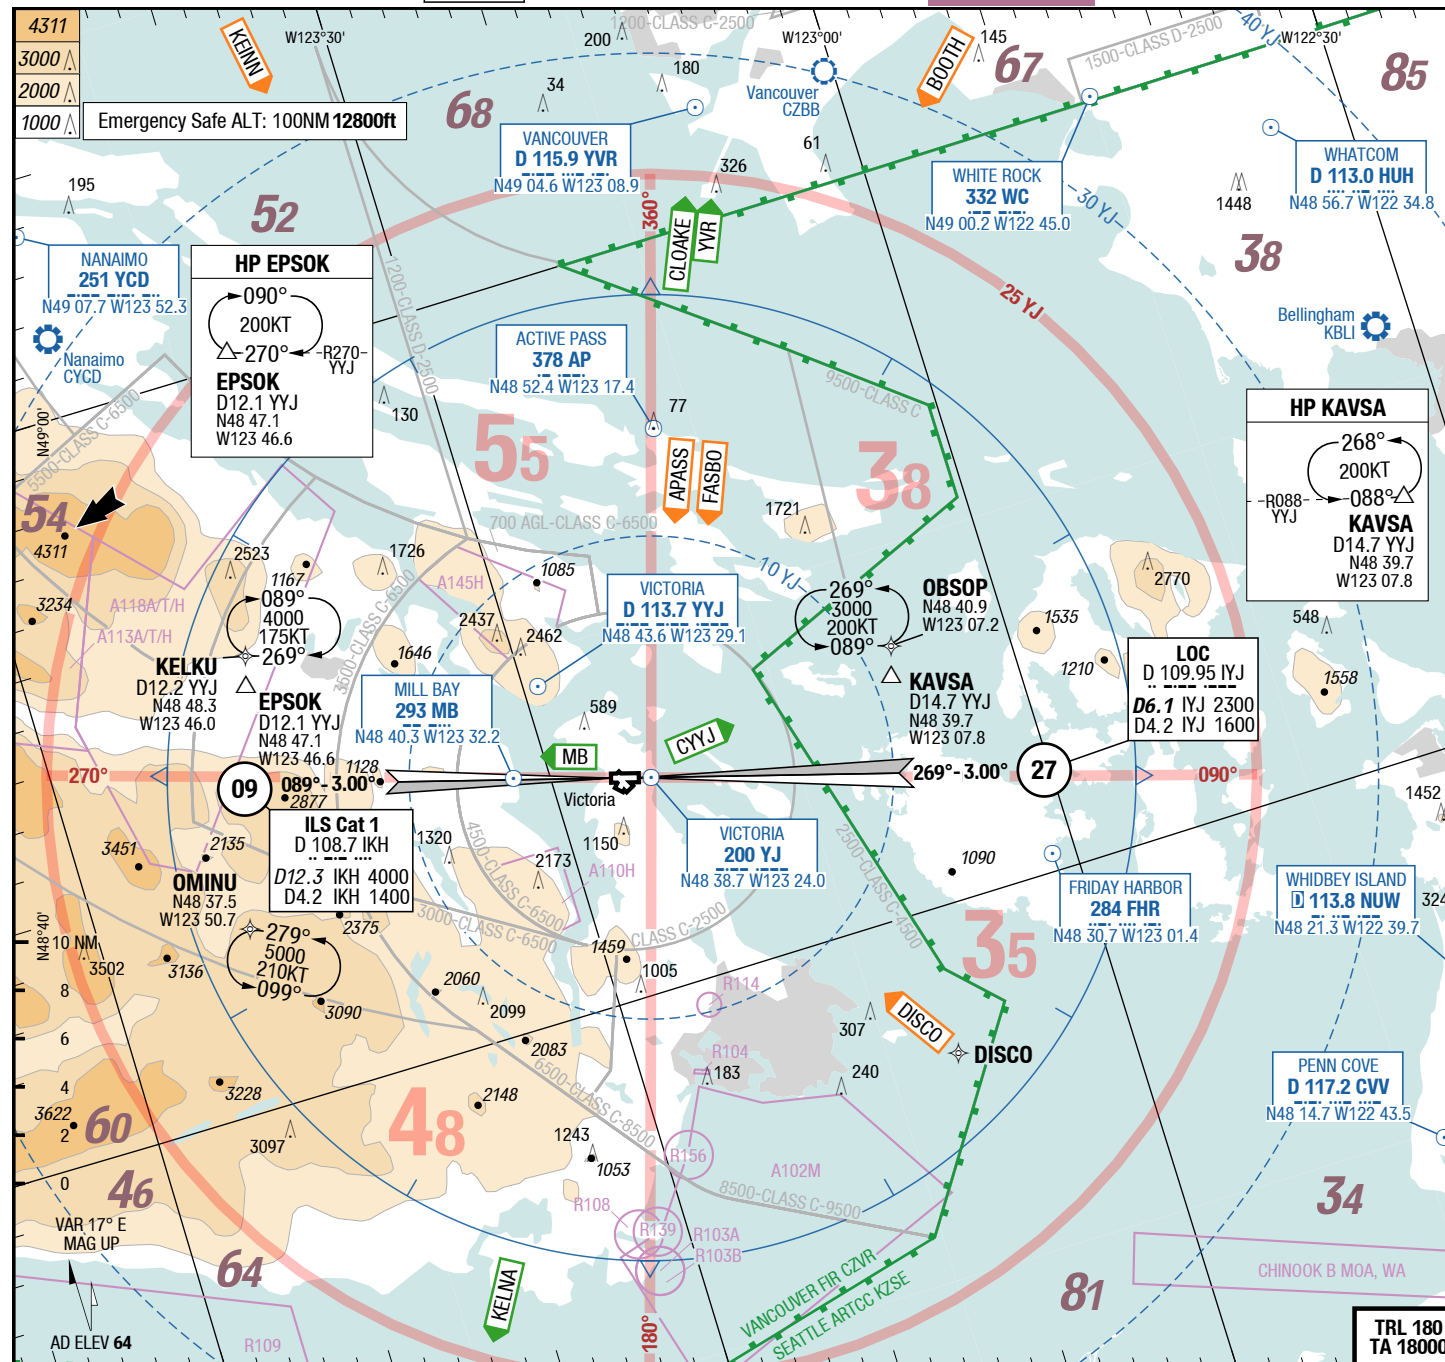 4311
3000
2000
1000
W123°30'
KEINN
Emergency Safe ALT: 100NM 12800ft
1200-CLASS C-2500
200
W123°00'
BOOTH
145
67
1500-CLASS D-2500
40 YJ
W122°30'
85
68
34
180
Vancouver
CZBB
61
326
VANCOUVER
D 115.9 YVR
N49 04.6 W123 08.9
WHITE ROCK
332 WC
N49 00.2 W122 45.0
30 YJ
WHATCOM
D 113.0 HUH
N48 56.7 W122 34.8
1448
195
52
38
NANAIMO
251 YCD
N49 07.7 W123 52.3
Nanaimo
CYCD
HP EPSOK
090°
200KT
270°
R270
YYJ
EPSOK
D12.1 YYJ
N48 47.1
W123 46.6
1200-CLASS D-2500
360°
CLOAKE
YVR
25 YJ
Bellingham
KBLI
ACTIVE PASS
378 AP
N48 52.4 W123 17.4
9500-CLASS C
130
77
HP KAVSA
268°
200KT
088°
R088
YYJ
KAVSA
D14.7 YYJ
N48 39.7
W123 07.8
N49°00'
5500-CLASS C-6500
55
APASS
FASBO
38
54
4311
700 AGL-CLASS C-6500
1721
2523
1167
1726
A145H
1085
10 YJ
2770
3234
A118A/T/H
A113A/T/H
089°
4000
175KT
269°
3500-CLASS C-6500
2437
2462
1646
VICTORIA
D 113.7 YYJ
N48 43.6 W123 29.1
269°
3000
200KT
089°
OBSOP
N48 40.9
W123 07.2
1535
1210
548
1558
LOC
D 109.95 IYJ
D6.1 IYJ 2300
D4.2 IYJ 1600
KELKU
D12.2 YYJ
N48 48.3
W123 46.0
EPSOK
D12.1 YYJ
N48 47.1
W123 46.6
MILL BAY
293 MB
N48 40.3 W123 32.2
589
MB
CYYJ
KAVSA
D14.7 YYJ
N48 39.7
W123 07.8
270°
09
089°- 3.00°
1128
2877
Victoria
269°- 3.00°
27
090°
1452
ILS Cat 1
D 108.7 IKH
D12.3 IKH 4000
D4.2 IKH 1400
3451
2135
1320
4500-CLASS C-6500
1150
2173
A110H
VICTORIA
200 YJ
N48 38.7 W123 24.0
2500-CLASS C-4500
1090
FRIDAY HARBOR
284 FHR
N48 30.7 W123 01.4
WHIDBEY ISLAND
D 113.8 NUW
N48 21.3 W122 39.7
324
OMINU
N48 37.5
W123 50.7
2375
3000-CLASS C-6500
CLASS C-2500
N48°40'
10 NM
8
6
4
2
0
3502
3136
279°
5000
210KT
099°
3090
1459
1005
2060
2099
R114
35
307
DISCO
DISCO
2083
6500-CLASS C-8500
R104
183
240
PENN COVE
D 117.2 CVV
N48 14.7 W122 43.5
3228
3622
60
48
2148
3097
1243
1053
R156
A102M
46
34
R108
R139
R103A
R103B
8500-CLASS C-9500
VAR 17° E
MAG UP
64
KELNA
VANCOUVER FIR CZVR
SEATTLE ARTCC KZSE
81
CHINOOK B MOA, WA
AD ELEV 64
R109
180°
TRL 180
TA 18000